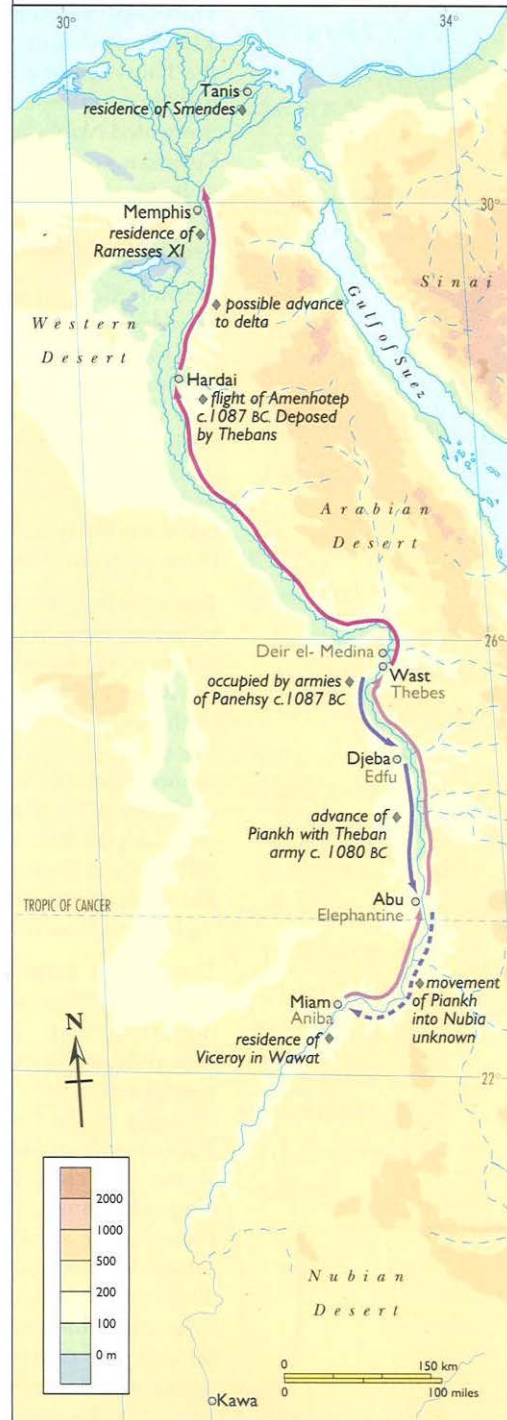 30°
34°
Tanis
residence of Smendes
30°
Memphis
residence of
Ramesses XI
Sinai
Gulf of Suez
possible advance
to delta
Western
Desert
Hardai
flight of Amenhotep
c.1087 BC. Deposed
by Thebans
Arabian
Desert
26°
Deir el- Medina
Wast
Thebes
occupied by armies
of Panehsy c.1087 BC
Djeba
Edfu
advance of
Piankh with Theban
army c. 1080 BC
Abu
Elephantine
TROPIC OF CANCER
movement
of Piankh
into Nubia
unknown
Miam
Aniba
residence of
Viceroy in Wawat
N
22°
2000
1000
500
200
100
0 m
Nubian
Desert
0 150 km
0 100 miles
Kawa